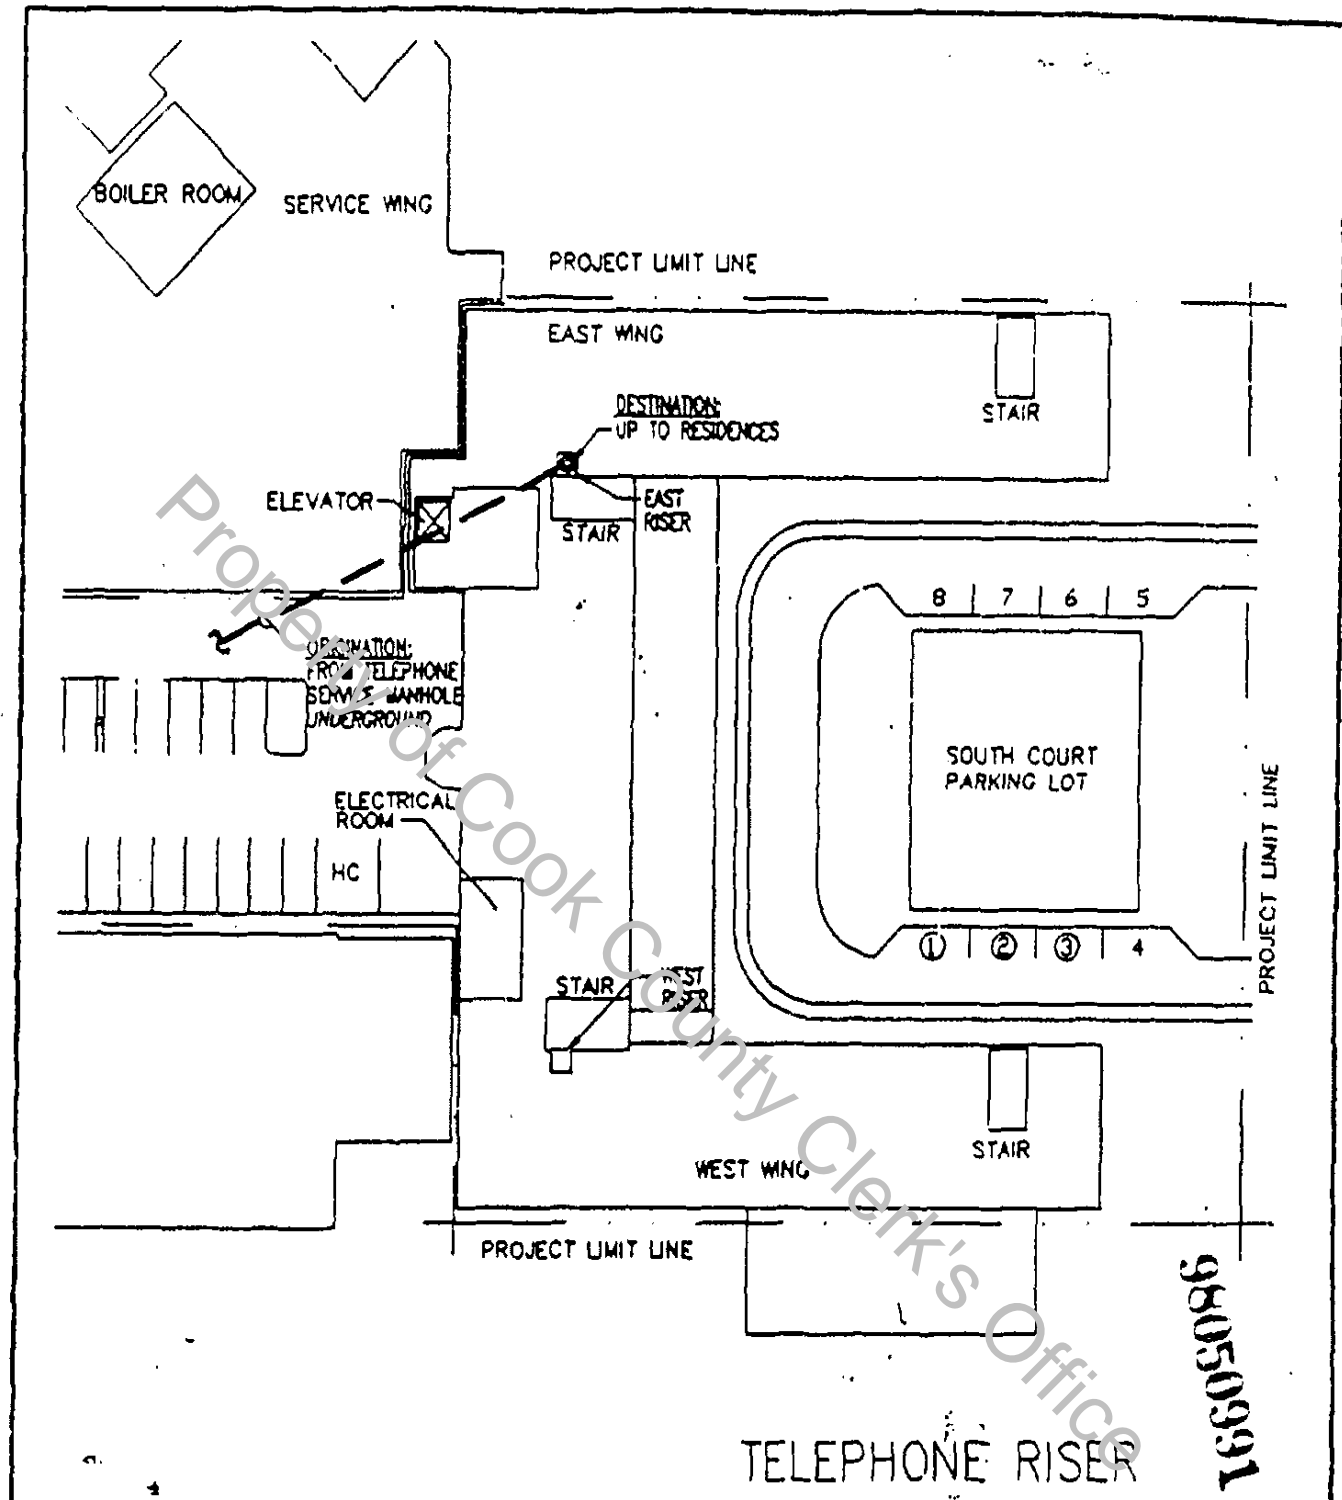 BOILER ROOM
SERVICE WING
PROJECT LIMIT LINE
EAST WING
STAIR
DESTINATION:
UP TO RESIDENCES
ELEVATOR
EAST
RISER
STAIR
8 7 6 5
ORIGINATION:
FROM TELEPHONE
SERVICE MANHOLE
UNDERGROUND
SOUTH COURT
PARKING LOT
PROJECT LIMIT LINE
ELECTRICAL
ROOM
HC
1 2 3 4
WEST
RISER
STAIR
STAIR
WEST WING
PROJECT LIMIT LINE
98050991
TELEPHONE RISER
Property of Cook County Clerk's Office